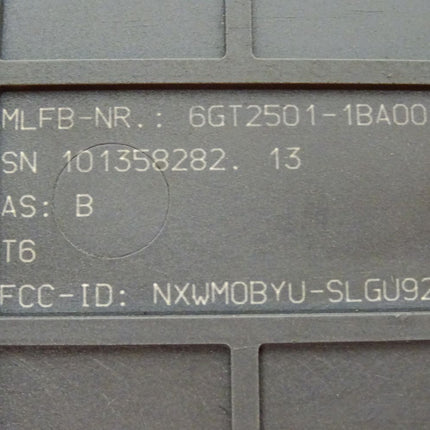 MLFB-NR.: 6GT2501-1BA00
SN 101358282. 13
AS: B
T6
FCC-ID: NXWMOBYU-SLGU92